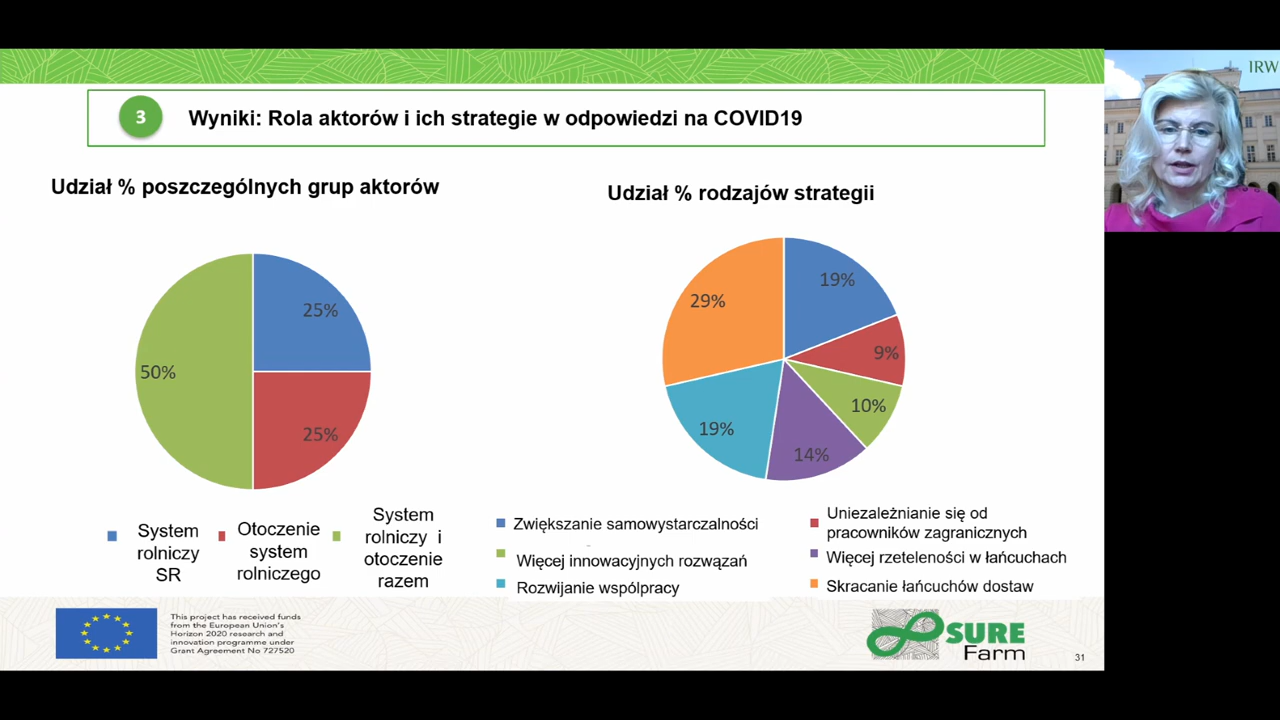 IRW
3
Wyniki: Rola aktorów i ich strategie w odpowiedzi na COVID19
Udział % poszczególnych grup aktorów
25%
50%
25%
System
rolniczy
SR
Otoczenie
system
rolniczego
System
rolniczy i
otoczenie
razem
Udział % rodzajów strategii
19%
29%
9%
10%
19%
14%
Zwiększanie samowystarczalności
Uniezależnianie się od
pracowników zagranicznych
Więcej innowacyjnych rozwązań
Więcej rzeteleności w łańcuchach
Rozwijanie wspólpracy
Skracanie łańcuchów dostaw
This project has received funds
from the European Union's
Horizon 2020 research and
innovation programme under
Grant Agreement No 727520
SURE
Farm
31